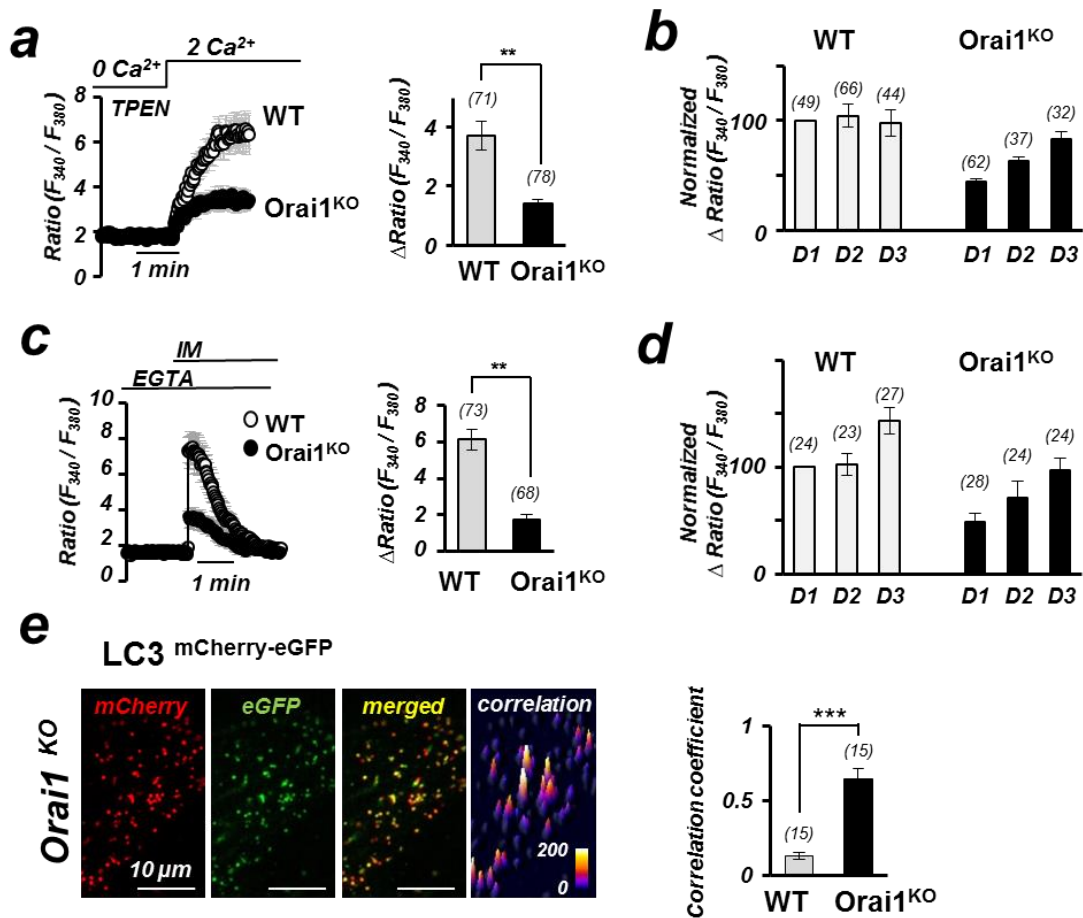 a
0 Ca²⁺
2 Ca²⁺
TPEN
WT
Orai1ᴷᴼ
Ratio (F₃₄₀ / F₃₈₀)
8
6
4
2
0
1 min
**
(71)
(78)
ΔRatio (F₃₄₀ / F₃₈₀)
4
2
0
WT Orai1ᴷᴼ
b
WT Orai1ᴷᴼ
Normalized
Δ Ratio (F₃₄₀ / F₃₈₀)
100
0
(49) (66) (44) (62) (37) (32)
D1 D2 D3 D1 D2 D3
c
IM
EGTA
WT
Orai1ᴷᴼ
Ratio (F₃₄₀ / F₃₈₀)
10
8
6
4
2
0
1 min
**
(73)
(68)
ΔRatio (F₃₄₀ / F₃₈₀)
8
6
4
2
0
WT Orai1ᴷᴼ
d
WT Orai1ᴷᴼ
Normalized
Δ Ratio (F₃₄₀ / F₃₈₀)
100
0
(24) (23) (27) (28) (24) (24)
D1 D2 D3 D1 D2 D3
e
LC3 mCherry-eGFP
Orai1 ᴷᴼ
mCherry eGFP merged correlation
10 µm
200
0
Correlation coefficient
1
0.5
0
***
(15)
(15)
WT Orai1ᴷᴼ